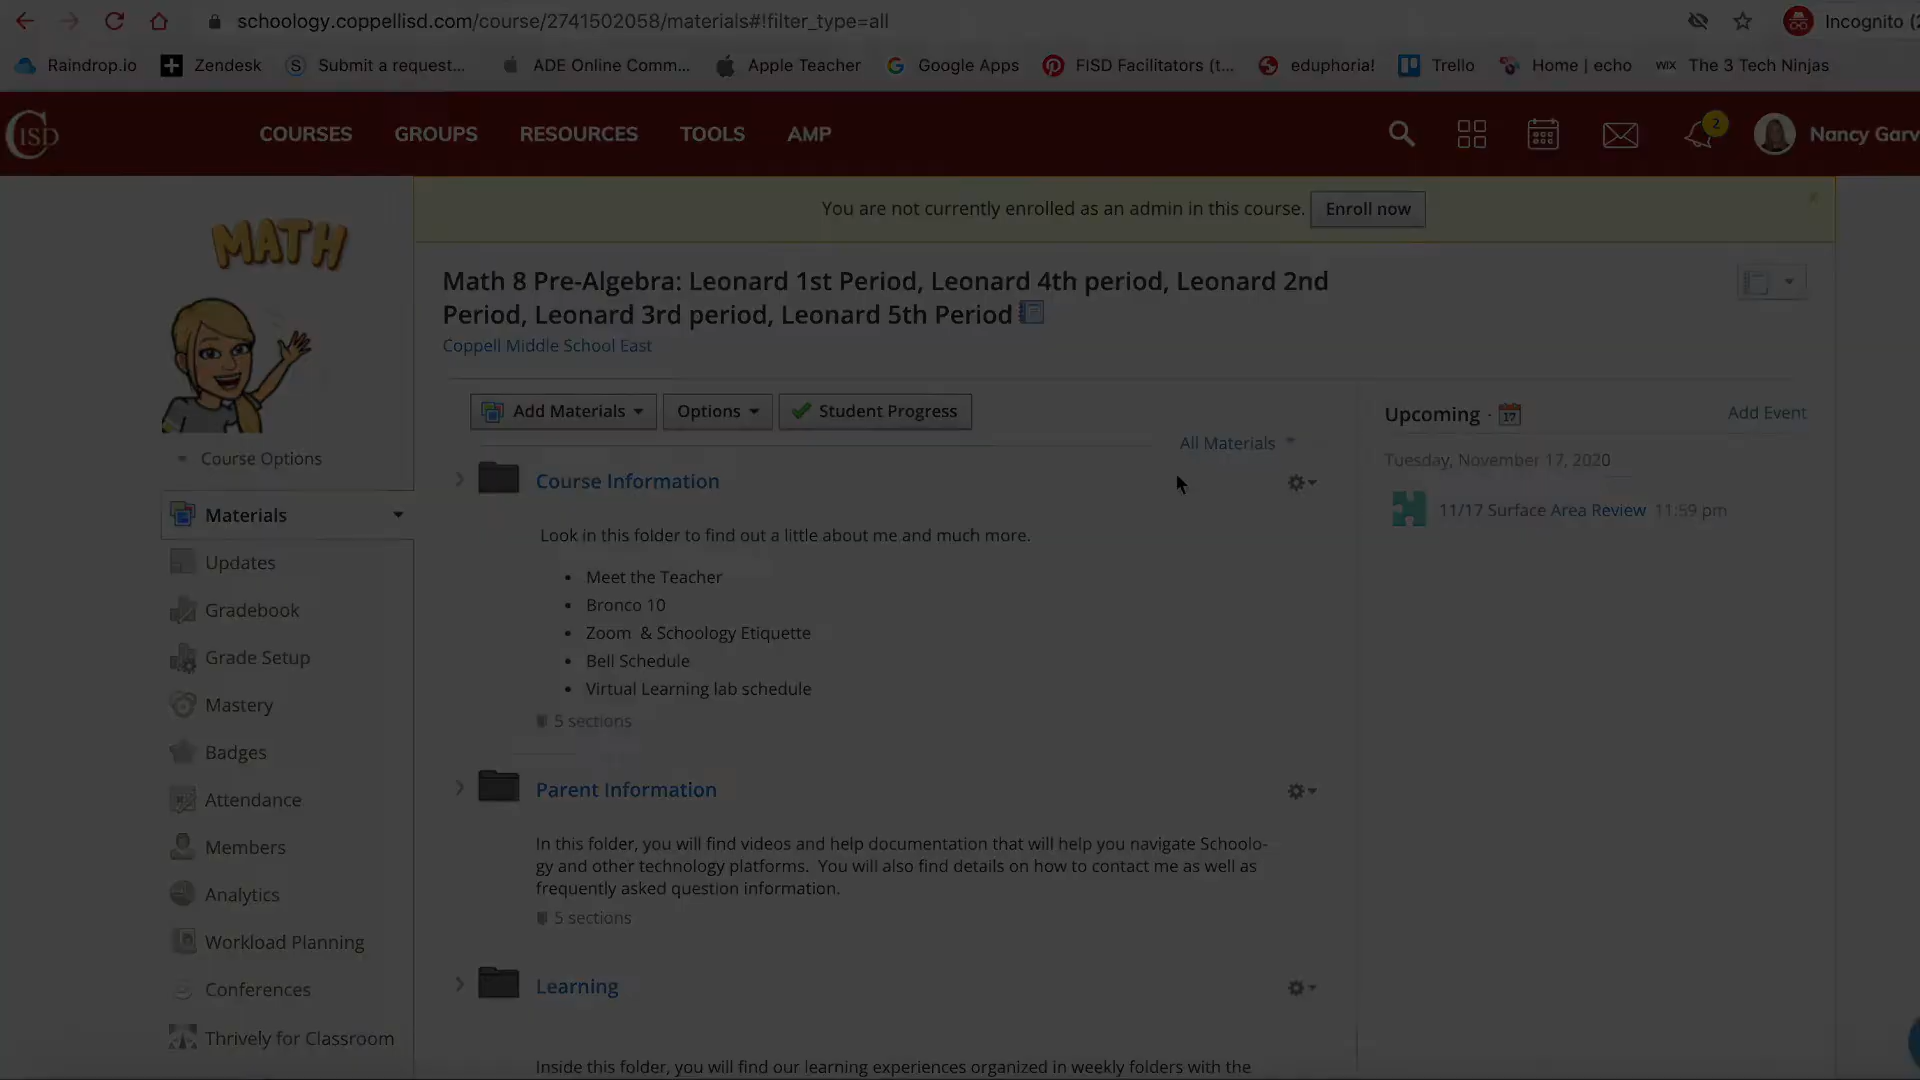 schoology.coppellisd.com/course/2741502058/materials#!filter_type=all
Incognito (2
Raindrop.io
Zendesk
Submit a request...
ADE Online Comm...
Apple Teacher
Google Apps
FISD Facilitators (t...
eduphoria!
Trello
Home | echo
WIX
The 3 Tech Ninjas
CISD
COURSES
GROUPS
RESOURCES
TOOLS
AMP
2
Nancy Garv
MATH
You are not currently enrolled as an admin in this course.
Enroll now
Math 8 Pre-Algebra: Leonard 1st Period, Leonard 4th period, Leonard 2nd
Period, Leonard 3rd period, Leonard 5th Period
Coppell Middle School East
Course Options
Materials
Updates
Gradebook
Grade Setup
Mastery
Badges
Attendance
Members
Analytics
Workload Planning
Conferences
Thrively for Classroom
Add Materials
Options
Student Progress
All Materials
Course Information
Look in this folder to find out a little about me and much more.
• Meet the Teacher
• Bronco 10
• Zoom & Schoology Etiquette
• Bell Schedule
• Virtual Learning lab schedule
5 sections
Parent Information
In this folder, you will find videos and help documentation that will help you navigate Schoolo-
gy and other technology platforms. You will also find details on how to contact me as well as
frequently asked question information.
5 sections
Learning
Inside this folder, you will find our learning experiences organized in weekly folders with the
Upcoming · 17
Add Event
Tuesday, November 17, 2020
11/17 Surface Area Review 11:59 pm